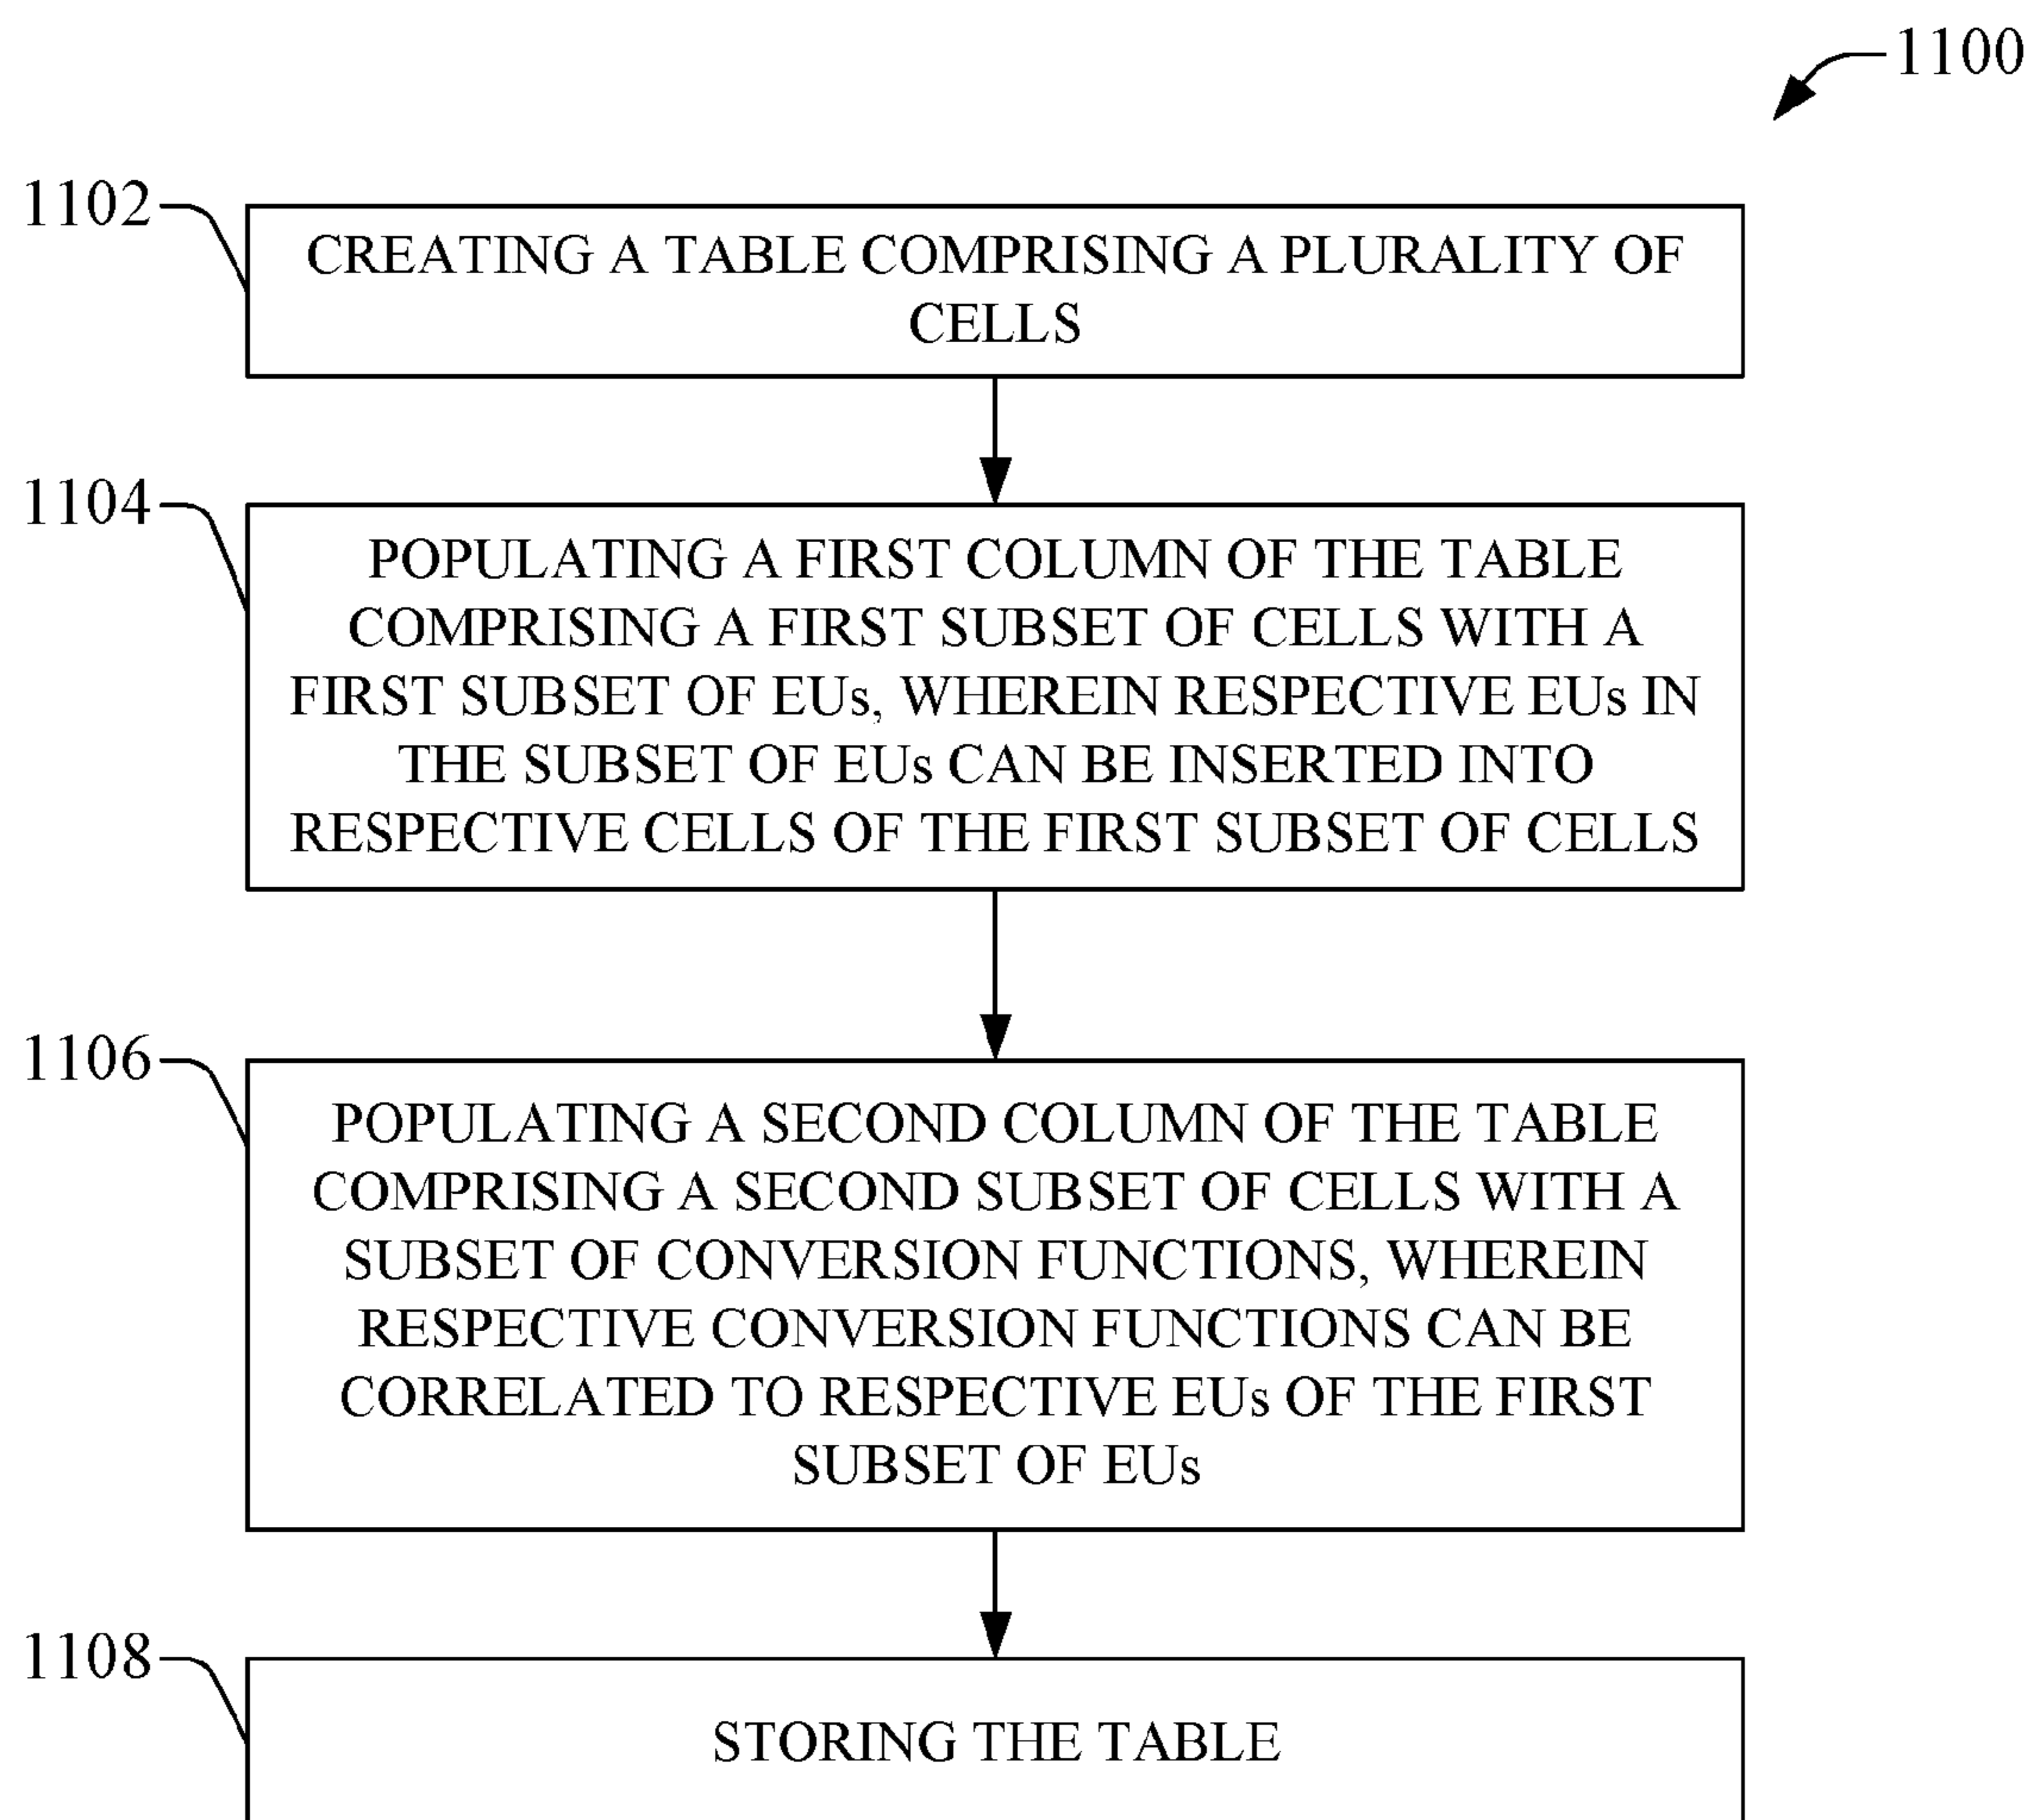 1100
1102
CREATING A TABLE COMPRISING A PLURALITY OF
CELLS
1104
POPULATING A FIRST COLUMN OF THE TABLE
COMPRISING A FIRST SUBSET OF CELLS WITH A
FIRST SUBSET OF EUs, WHEREIN RESPECTIVE EUs IN
THE SUBSET OF EUs CAN BE INSERTED INTO
RESPECTIVE CELLS OF THE FIRST SUBSET OF CELLS
1106
POPULATING A SECOND COLUMN OF THE TABLE
COMPRISING A SECOND SUBSET OF CELLS WITH A
SUBSET OF CONVERSION FUNCTIONS, WHEREIN
RESPECTIVE CONVERSION FUNCTIONS CAN BE
CORRELATED TO RESPECTIVE EUs OF THE FIRST
SUBSET OF EUs
1108
STORING THE TABLE